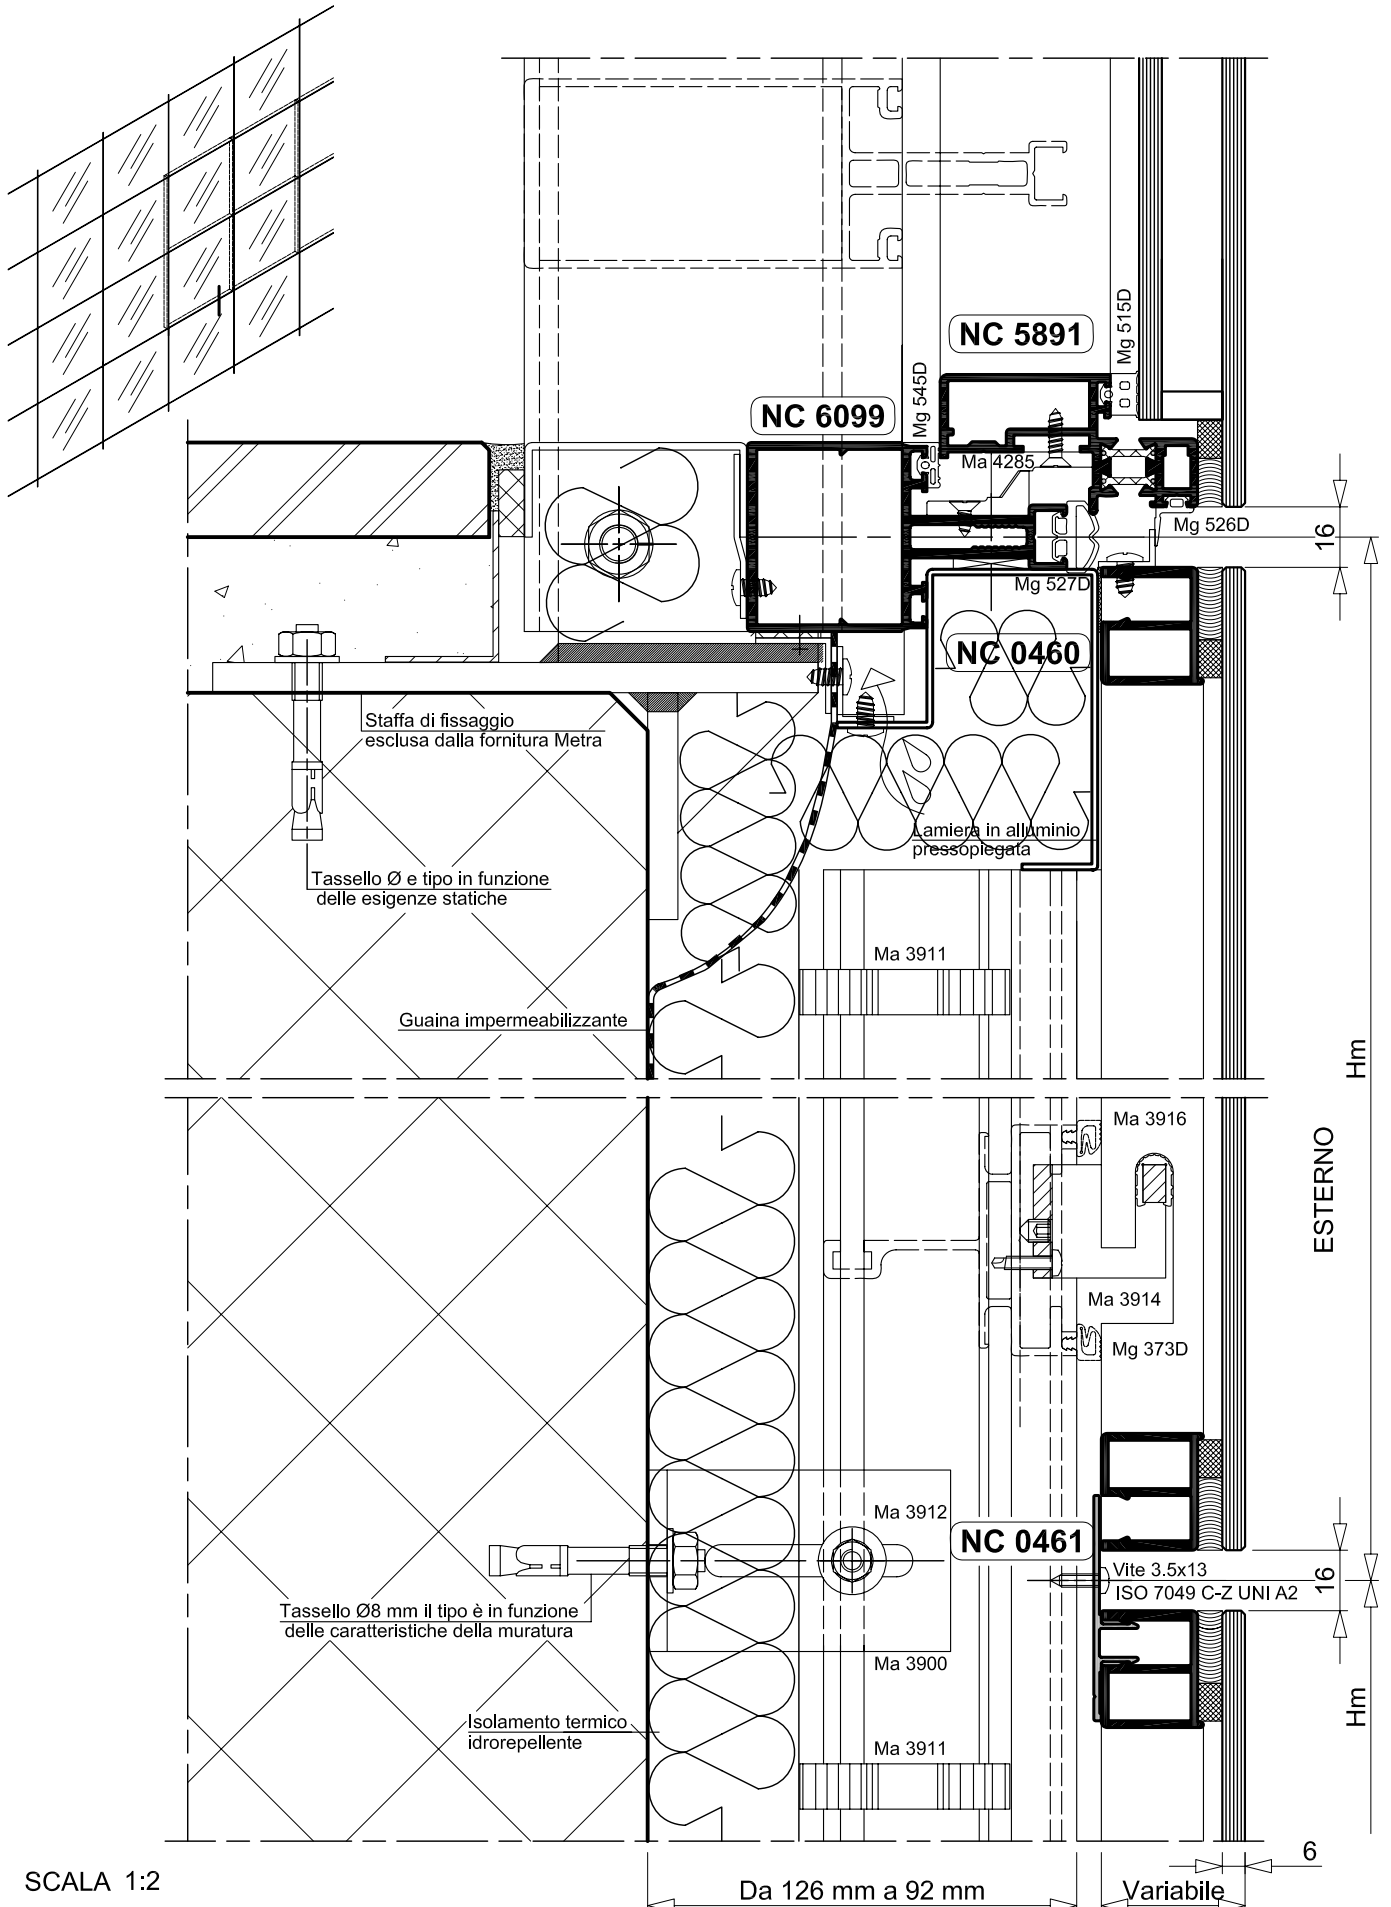 NC 5891
Mg 515D
Mg 545D
NC 6099
Ma 4285
Mg 526D
16
Mg 527D
NC 0460
Staffa di fissaggio
esclusa dalla fornitura Metra
Lamiera in alluminio
pressopiegata
Tassello Ø e tipo in funzione
delle esigenze statiche
Ma 3911
Guaina impermeabilizzante
Hm
Ma 3916
ESTERNO
Ma 3914
Mg 373D
Ma 3912
NC 0461
Vite 3.5x13
ISO 7049 C-Z UNI A2
16
Tassello Ø8 mm il tipo è in funzione
delle caratteristiche della muratura
Ma 3900
Hm
Isolamento termico
idrorepellente
Ma 3911
6
SCALA 1:2
Da 126 mm a 92 mm
Variabile